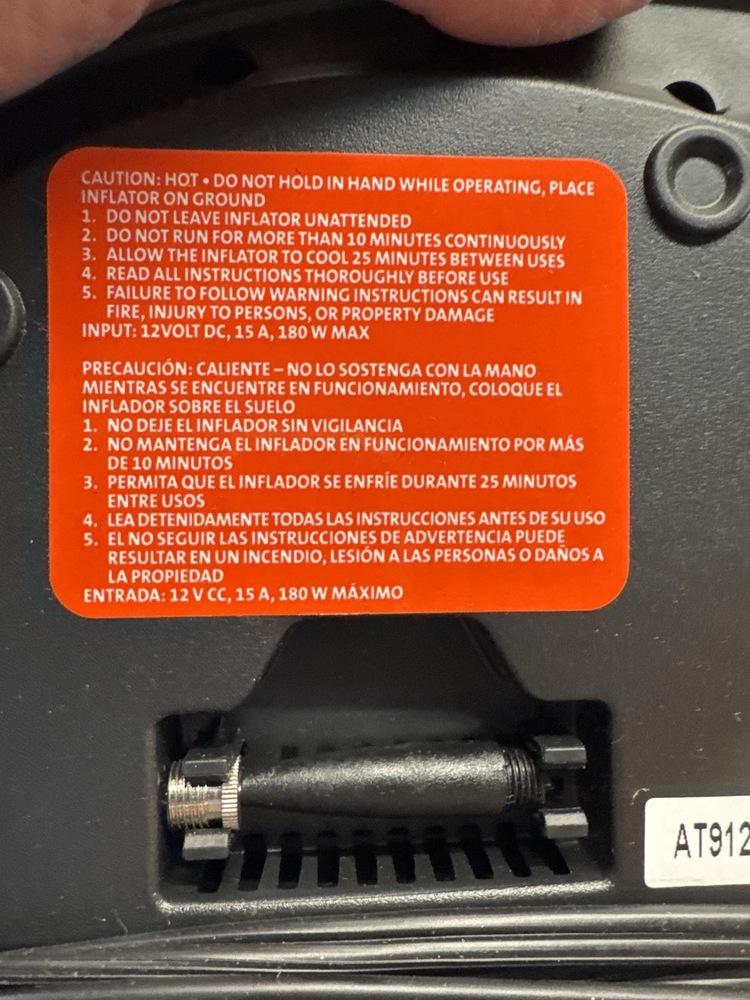 CAUTION: HOT • DO NOT HOLD IN HAND WHILE OPERATING, PLACE
INFLATOR ON GROUND
1. DO NOT LEAVE INFLATOR UNATTENDED
2. DO NOT RUN FOR MORE THAN 10 MINUTES CONTINUOUSLY
3. ALLOW THE INFLATOR TO COOL 25 MINUTES BETWEEN USES
4. READ ALL INSTRUCTIONS THOROUGHLY BEFORE USE
5. FAILURE TO FOLLOW WARNING INSTRUCTIONS CAN RESULT IN
FIRE, INJURY TO PERSONS, OR PROPERTY DAMAGE
INPUT: 12VOLT DC, 15 A, 180 W MAX
PRECAUCIÓN: CALIENTE – NO LO SOSTENGA CON LA MANO
MIENTRAS SE ENCUENTRE EN FUNCIONAMIENTO, COLOQUE EL
INFLADOR SOBRE EL SUELO
1. NO DEJE EL INFLADOR SIN VIGILANCIA
2. NO MANTENGA EL INFLADOR EN FUNCIONAMIENTO POR MÁS
DE 10 MINUTOS
3. PERMITA QUE EL INFLADOR SE ENFRÍE DURANTE 25 MINUTOS
ENTRE USOS
4. LEA DETENIDAMENTE TODAS LAS INSTRUCCIONES ANTES DE SU USO
5. EL NO SEGUIR LAS INSTRUCCIONES DE ADVERTENCIA PUEDE
RESULTAR EN UN INCENDIO, LESIÓN A LAS PERSONAS O DAÑOS A
LA PROPIEDAD
ENTRADA: 12 V CC, 15 A, 180 W MÁXIMO
AT912